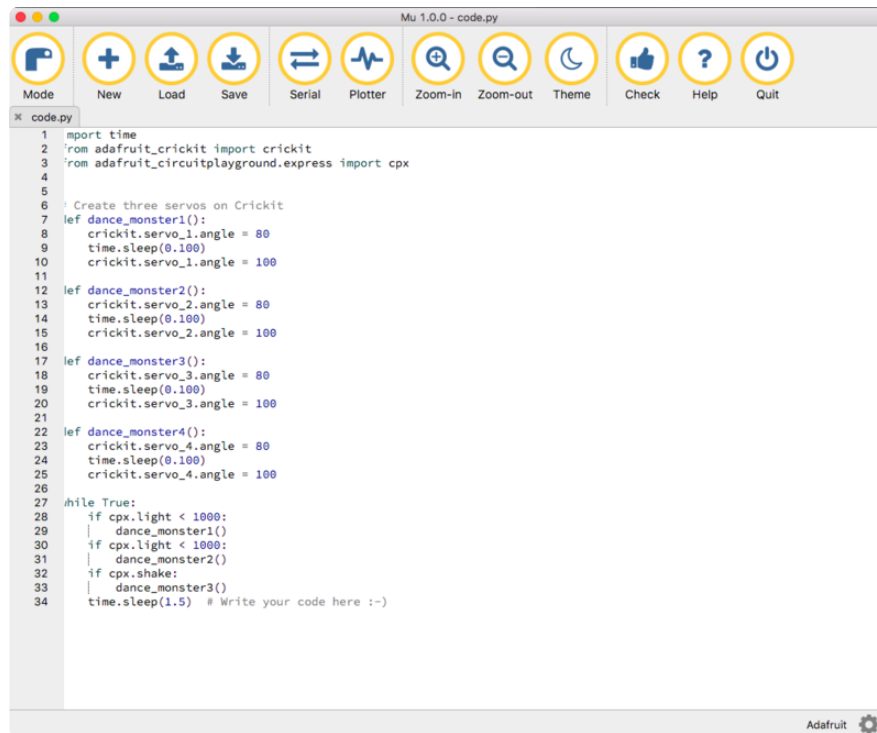 Mu 1.0.0 - code.py
Mode New Load Save Serial Plotter Zoom-in Zoom-out Theme Check Help Quit
× code.py
1 mport time
2 from adafruit_crickit import crickit
3 from adafruit_circuitplayground.express import cpx
4
5
6 Create three servos on Crickit
7 def dance_monster1():
8 crickit.servo_1.angle = 80
9 time.sleep(0.100)
10 crickit.servo_1.angle = 100
11
12 def dance_monster2():
13 crickit.servo_2.angle = 80
14 time.sleep(0.100)
15 crickit.servo_2.angle = 100
16
17 def dance_monster3():
18 crickit.servo_3.angle = 80
19 time.sleep(0.100)
20 crickit.servo_3.angle = 100
21
22 def dance_monster4():
23 crickit.servo_4.angle = 80
24 time.sleep(0.100)
25 crickit.servo_4.angle = 100
26
27 while True:
28 if cpx.light < 1000:
29 dance_monster1()
30 if cpx.light < 1000:
31 dance_monster2()
32 if cpx.shake:
33 dance_monster3()
34 time.sleep(1.5) # Write your code here :-)
Adafruit